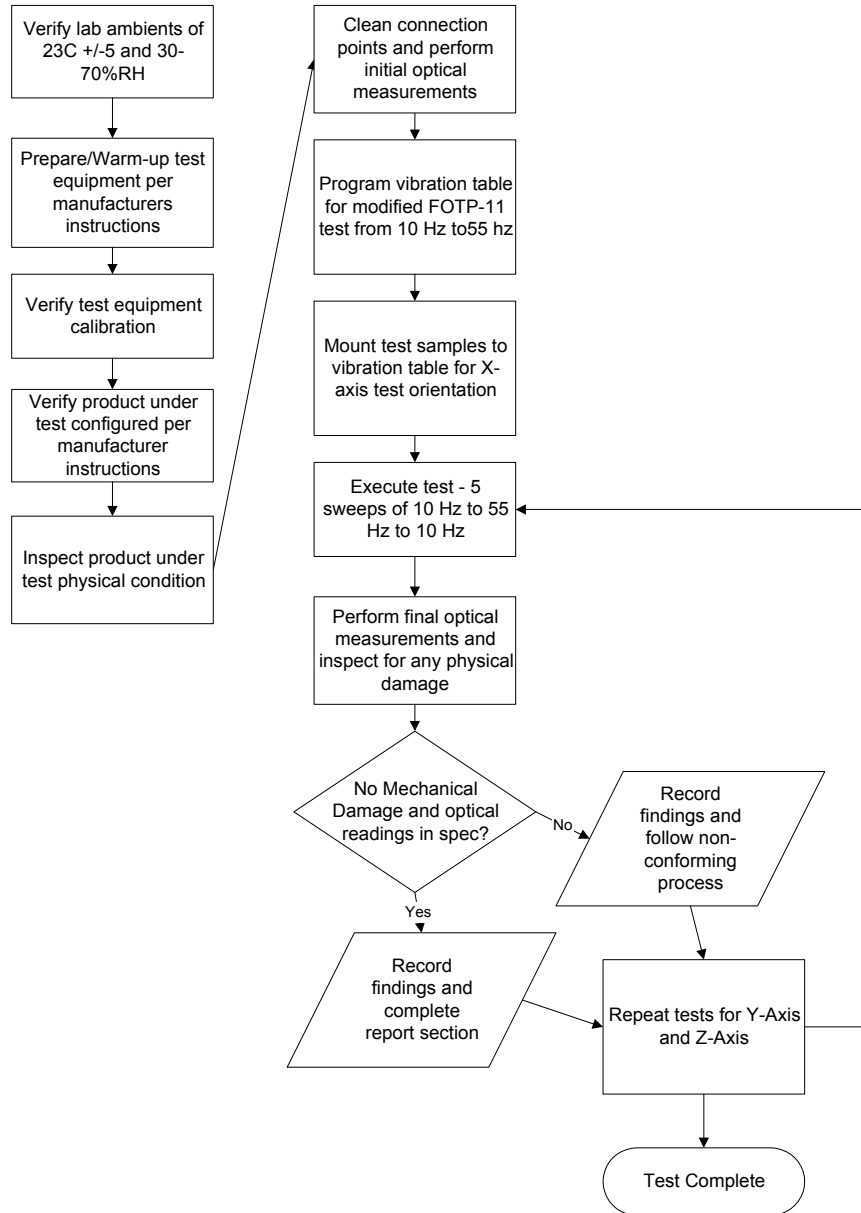 Verify lab ambients of
23C +/-5 and 30-
70%RH
Prepare/Warm-up test
equipment per
manufacturers
instructions
Verify test equipment
calibration
Verify product under
test configured per
manufacturer
instructions
Inspect product under
test physical condition
Clean connection
points and perform
initial optical
measurements
Program vibration table
for modified FOTP-11
test from 10 Hz to55 hz
Mount test samples to
vibration table for X-
axis test orientation
Execute test - 5
sweeps of 10 Hz to 55
Hz to 10 Hz
Perform final optical
measurements and
inspect for any physical
damage
No Mechanical
Damage and optical
readings in spec?
No
Record
findings and
follow non-
conforming
process
Yes
Record
findings and
complete
report section
Repeat tests for Y-Axis
and Z-Axis
Test Complete